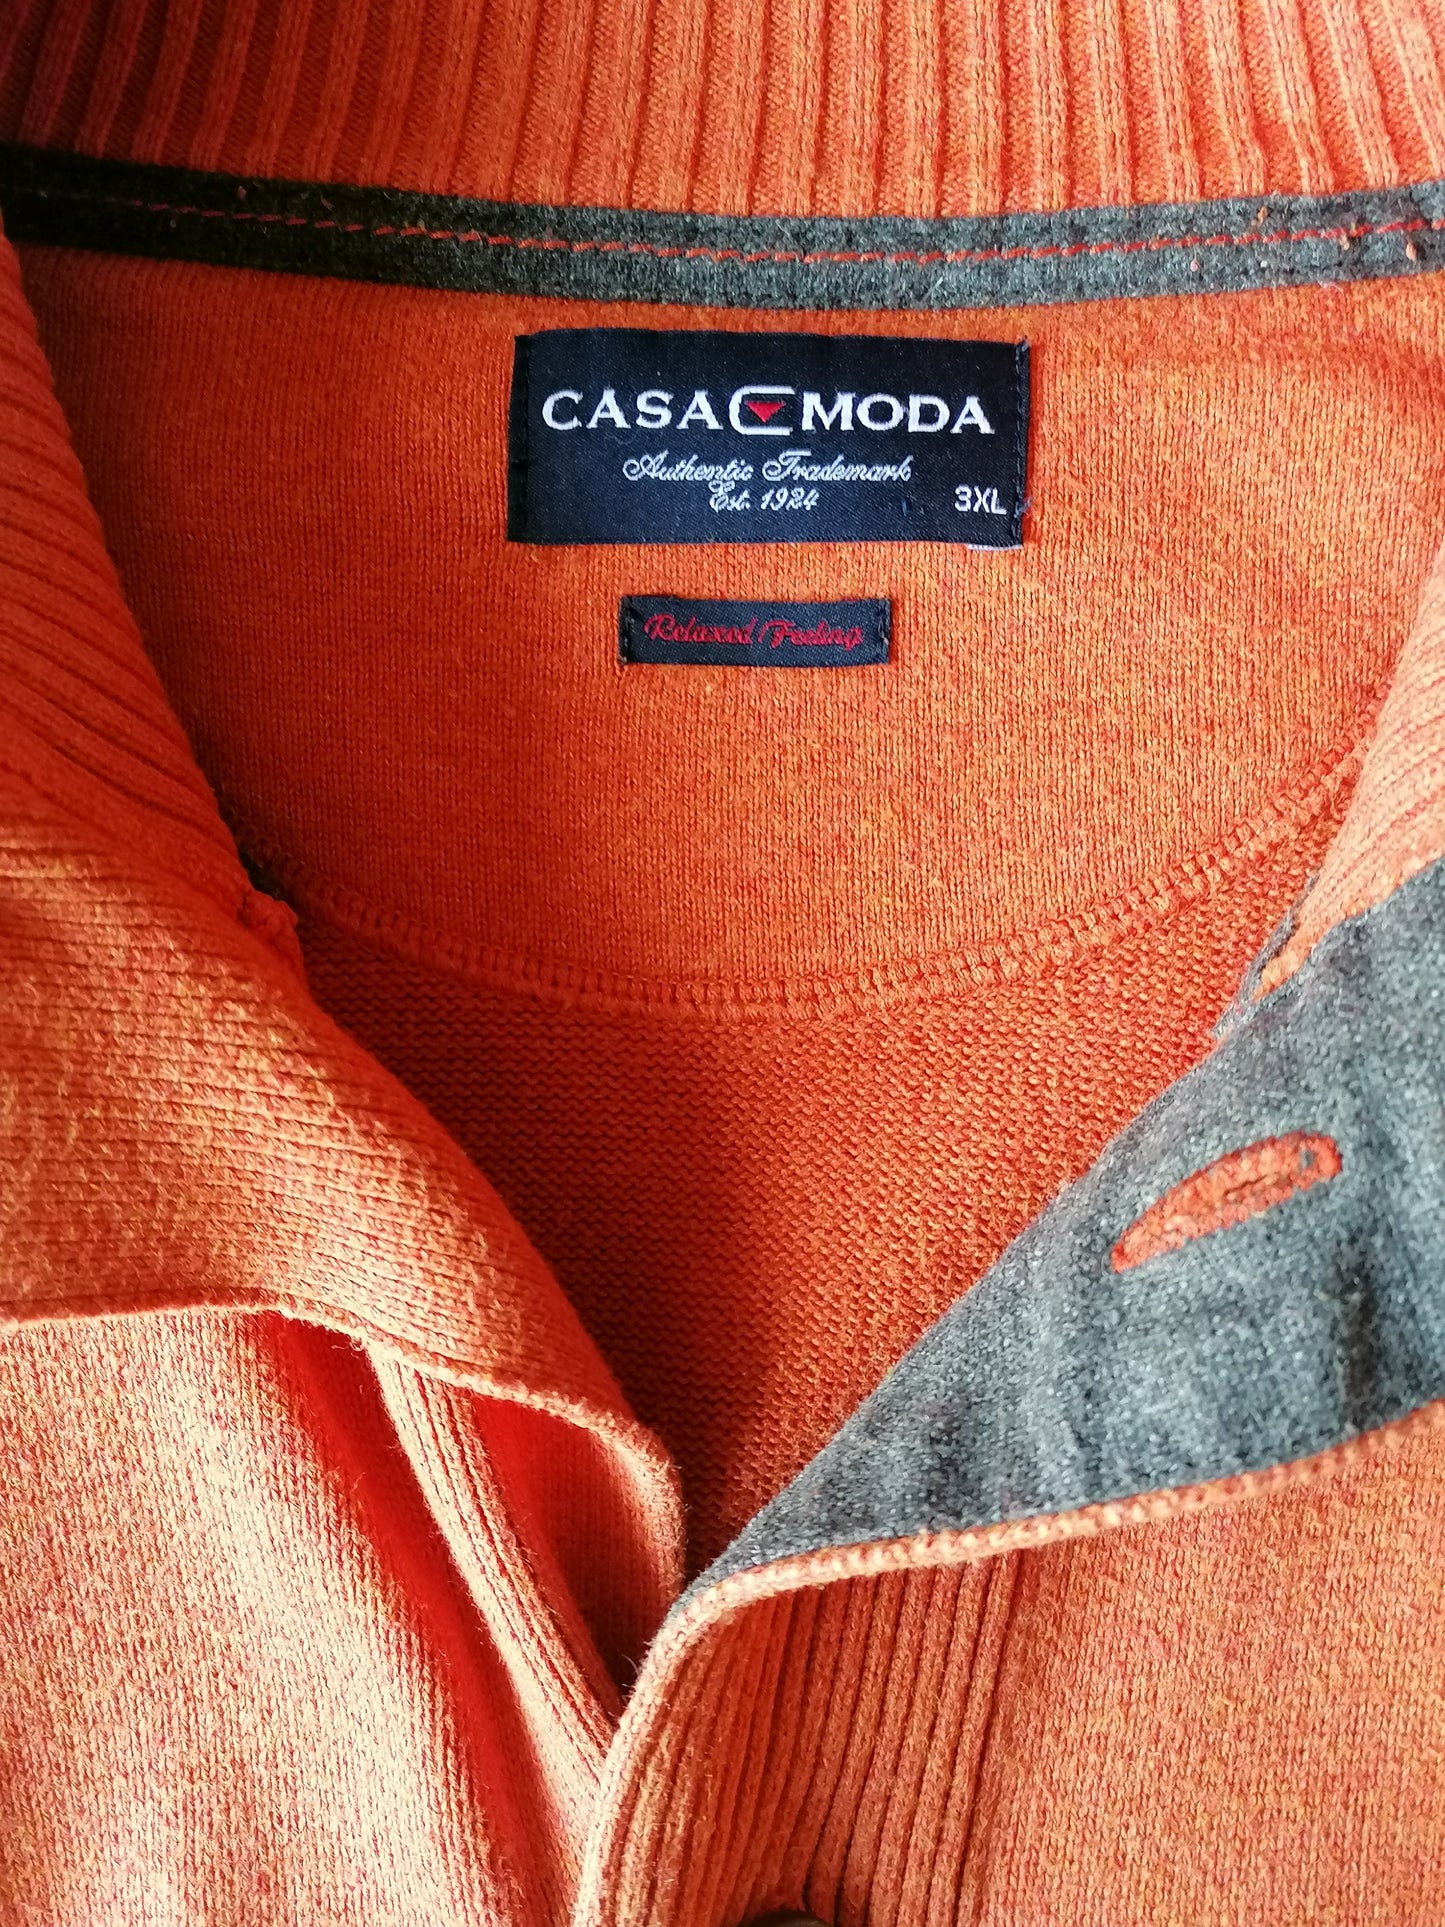 CASA MODA
Authentic Trademark
Est. 1924
3XL
Relaxed Feeling